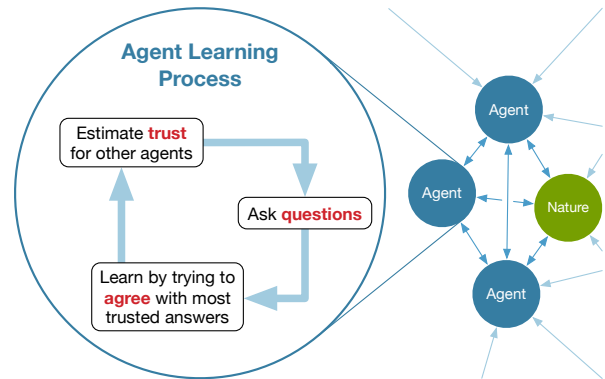 Agent Learning
Process
Estimate trust
for other agents
Ask questions
Learn by trying to
agree with most
trusted answers
Agent
Agent
Nature
Agent